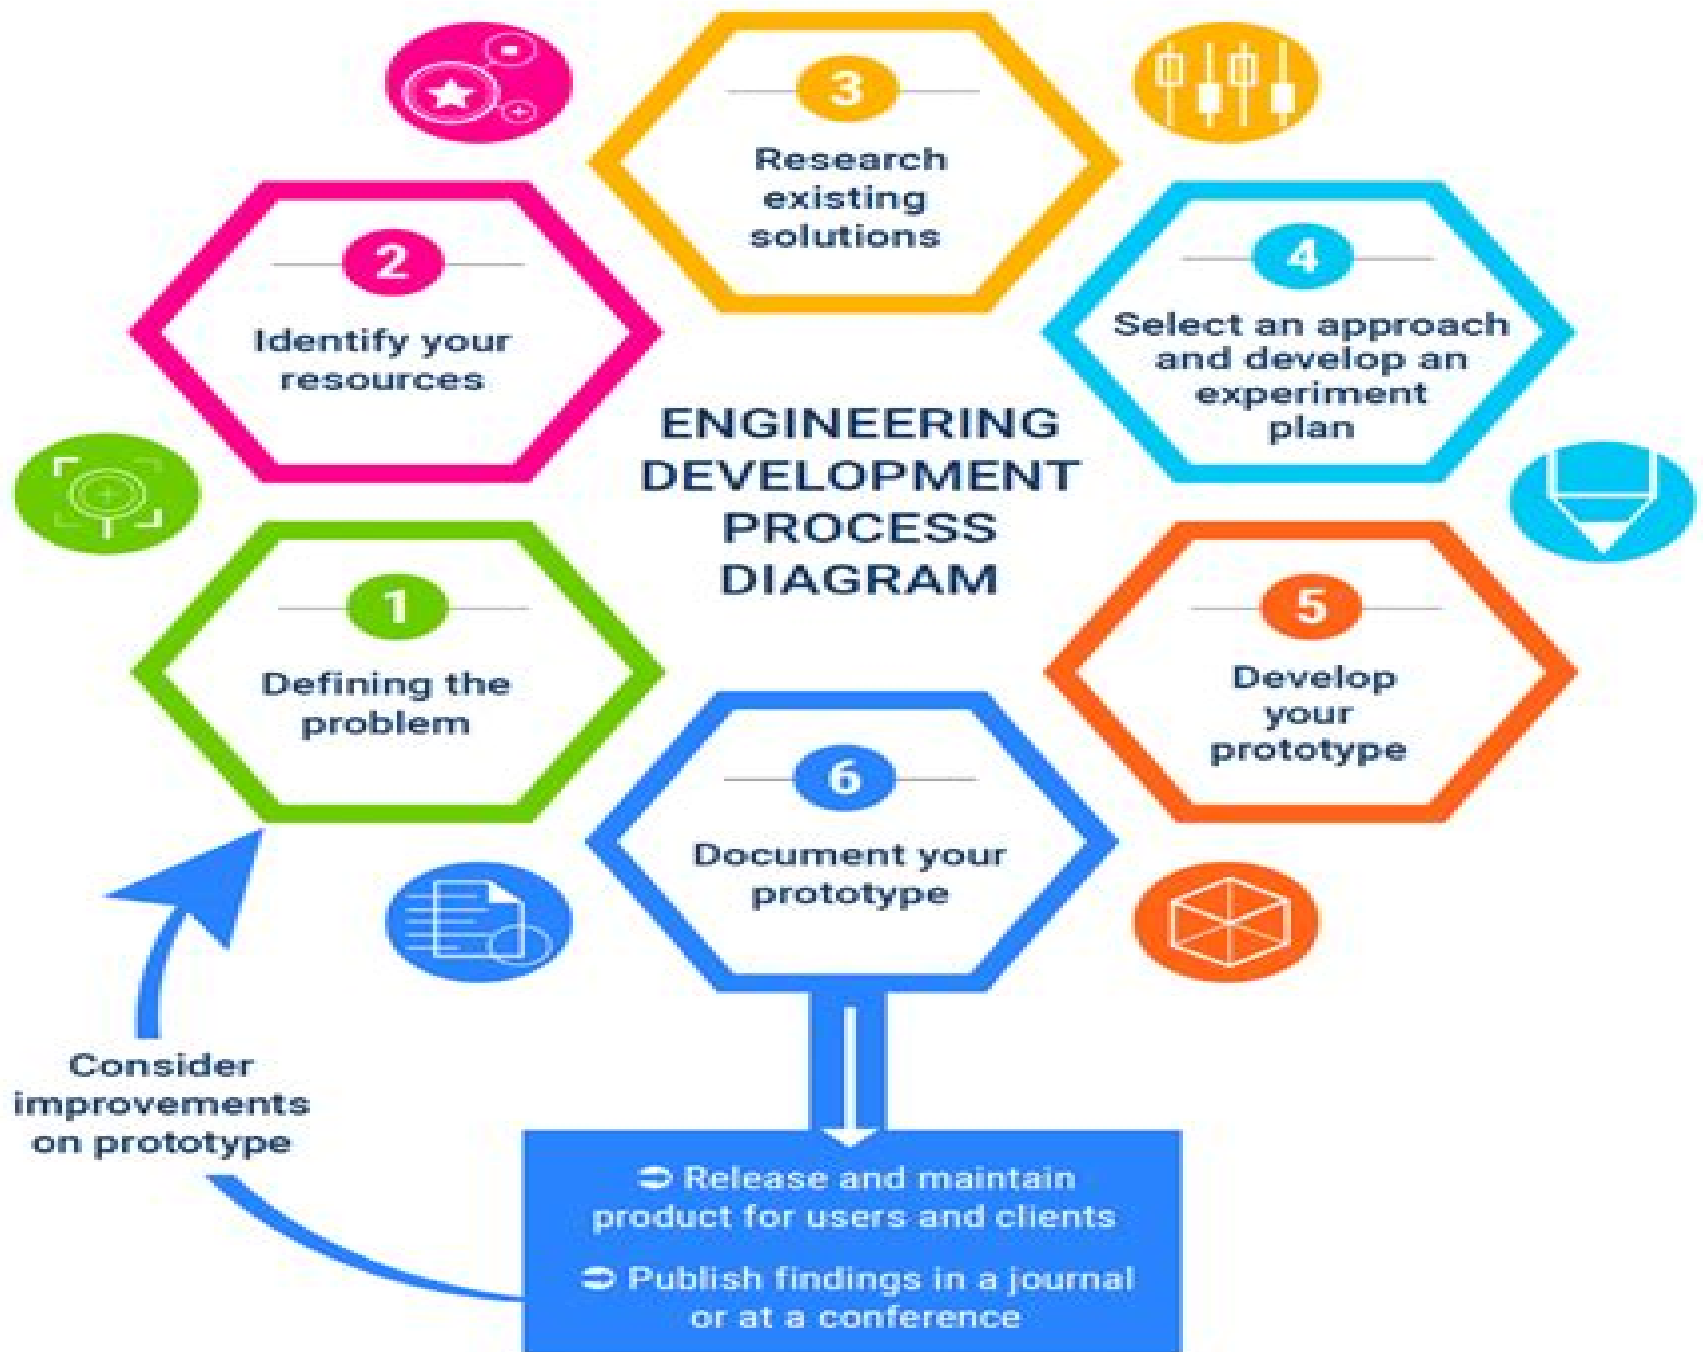 3
Research
existing
solutions
2
Identify your
resources
4
Select an approach
and develop an
experiment
plan
ENGINEERING
DEVELOPMENT
PROCESS
DIAGRAM
1
Defining the
problem
5
Develop
your
prototype
6
Document your
prototype
Consider
improvements
on prototype
➲ Release and maintain
product for users and clients
➲ Publish findings in a journal
or at a conference